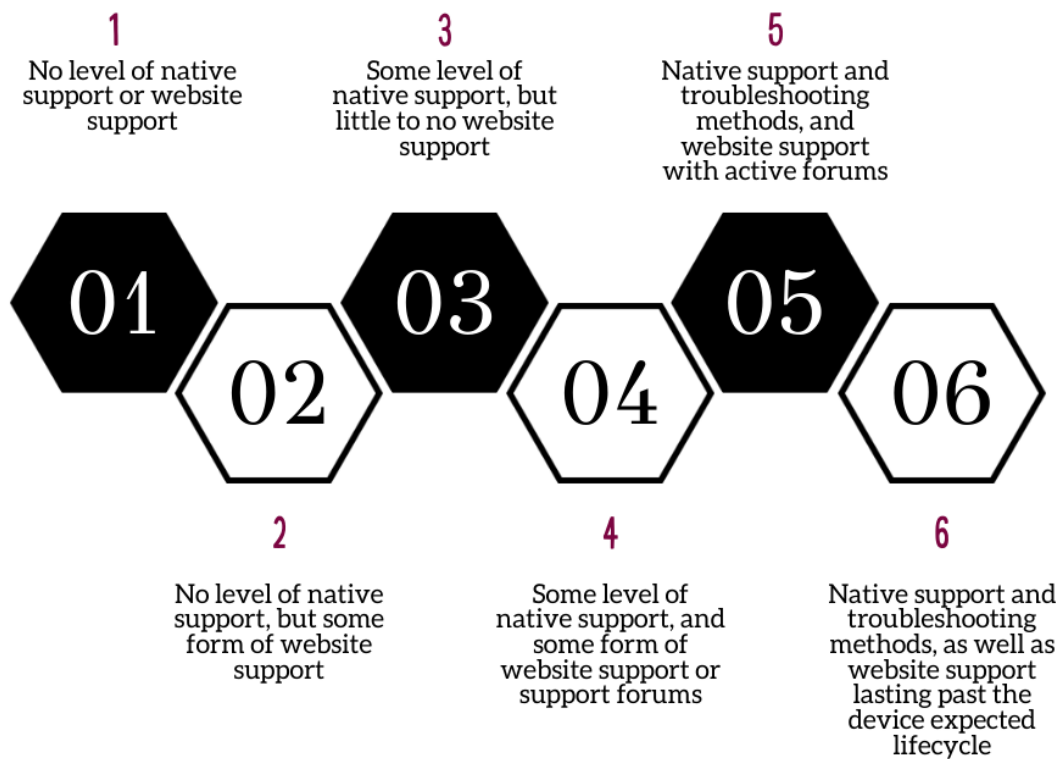 1
No level of native
support or website
support
3
Some level of
native support, but
little to no website
support
5
Native support and
troubleshooting
methods, and
website support
with active forums
01
03
05
02
04
06
2
No level of native
support, but some
form of website
support
4
Some level of
native support, and
some form of
website support or
support forums
6
Native support and
troubleshooting
methods, as well as
website support
lasting past the
device expected
lifecycle